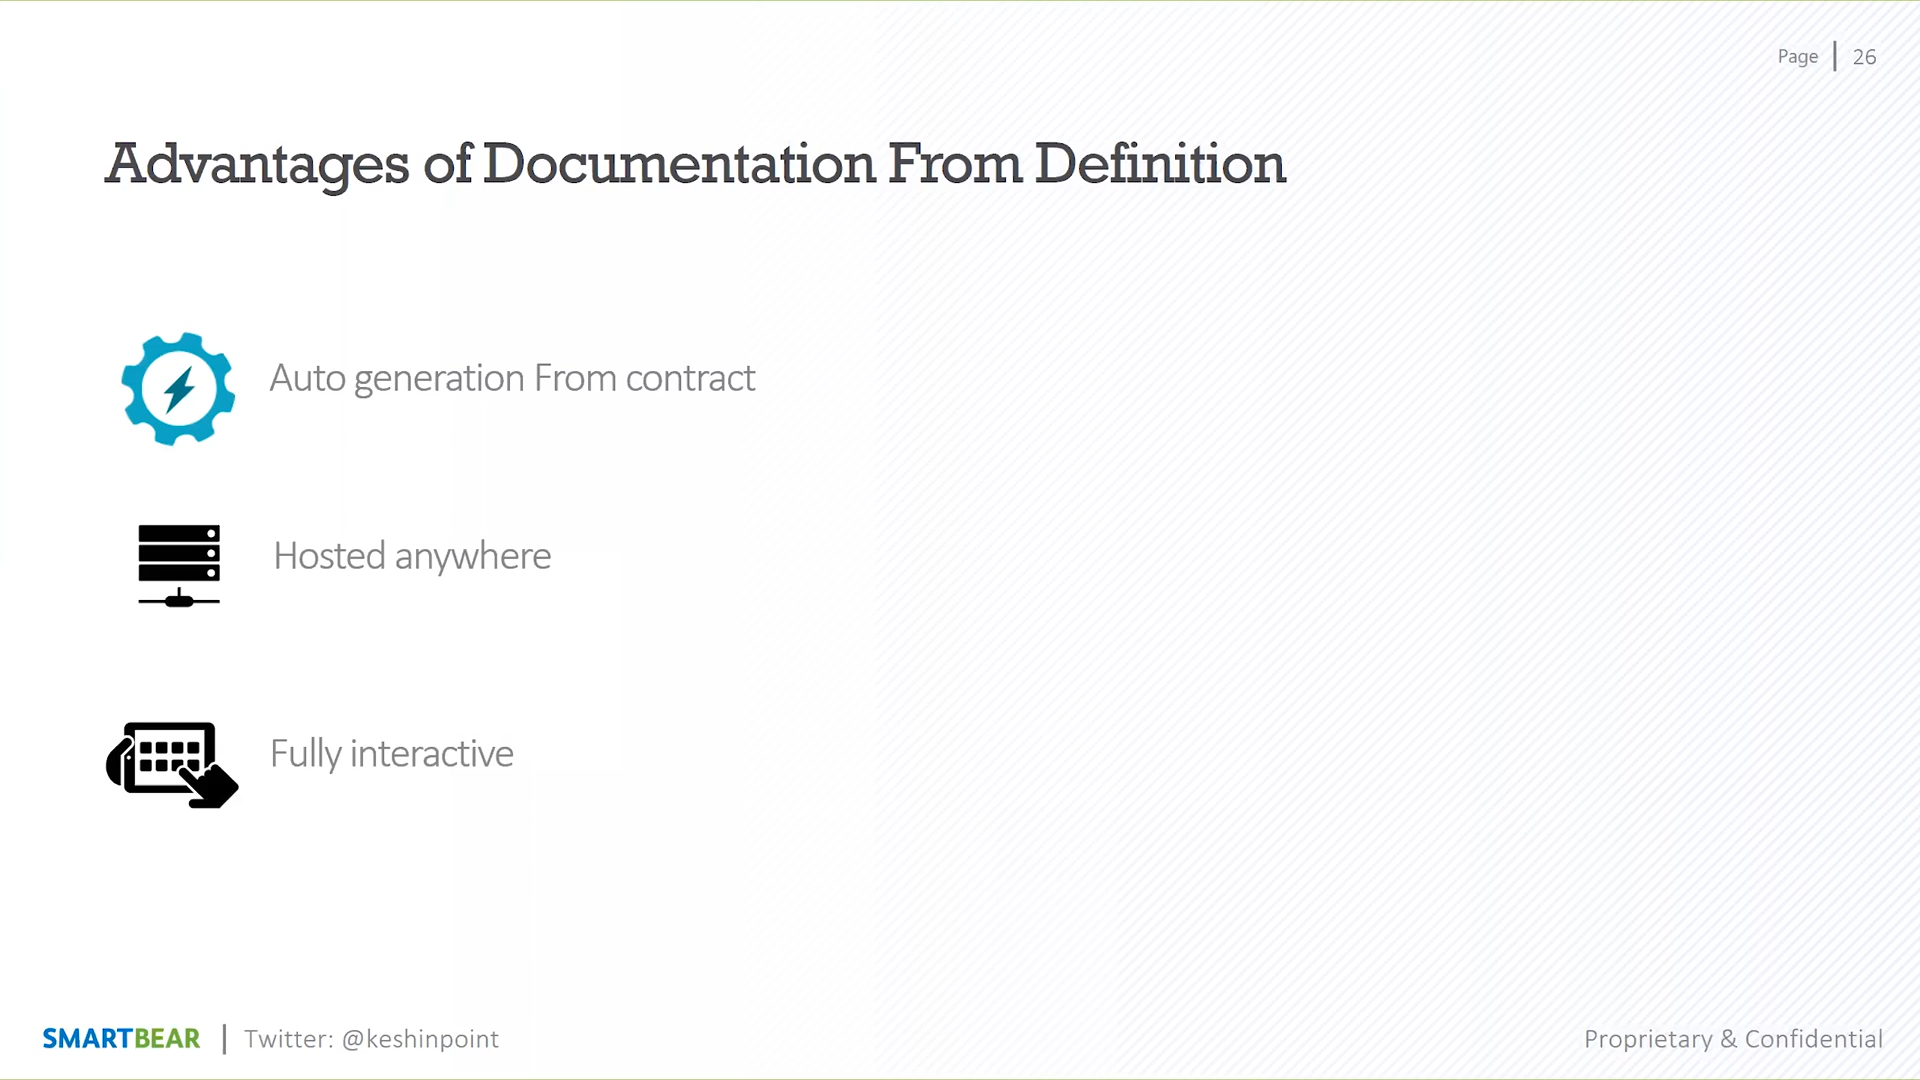 Page | 26
Advantages of Documentation From Definition
Auto generation From contract
Hosted anywhere
Fully interactive
SMARTBEAR | Twitter: @keshinpoint
Proprietary & Confidential